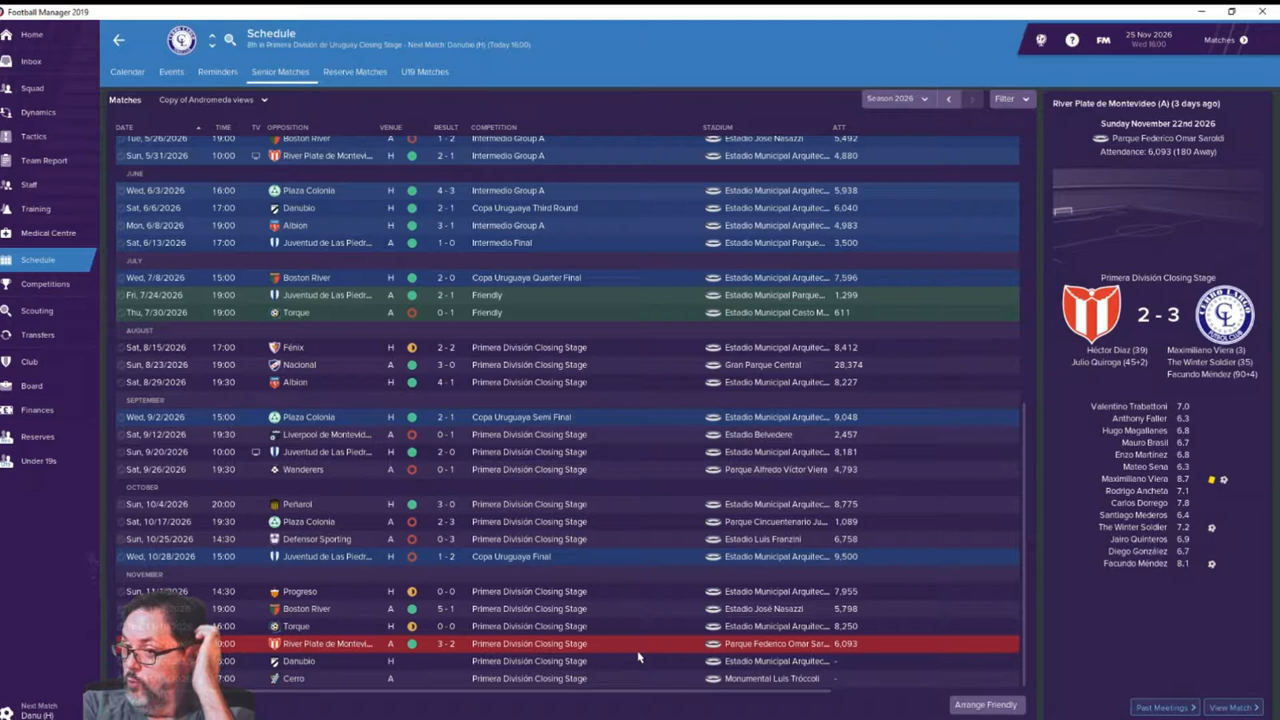 Football Manager 2019
Home
Inbox
Squad
Dynamics
Tactics
Team Report
Staff
Training
Medical Centre
Schedule
Competitions
Scouting
Transfers
Club
Board
Finances
Reserves
Under 19s
Next Match
Danu (H)
Schedule
8th in Primera División de Uruguay Closing Stage - Next Match: Danubio (H) (Today 16:00)
FM
25 Nov 2026
Wed 16:00
Matches
Calendar Events Reminders Senior Matches Reserve Matches U19 Matches
Matches Copy of Andromeda views Season 2026 Filter
DATE TIME TV OPPOSITION VENUE RESULT COMPETITION STADIUM ATT
Tue, 5/26/2026 19:00 Boston River A 1 - 2 Intermedio Group A Estadio José Nasazzi 5,492
Sun, 5/31/2026 10:00 River Plate de Montevi... H 2 - 1 Intermedio Group A Estadio Municipal Arquitec... 4,880
JUNE
Wed, 6/3/2026 16:00 Plaza Colonia H 4 - 3 Intermedio Group A Estadio Municipal Arquitec... 5,938
Sat, 6/6/2026 17:00 Danubio H 2 - 1 Copa Uruguaya Third Round Estadio Municipal Arquitec... 6,040
Mon, 6/8/2026 19:00 Albion H 3 - 1 Intermedio Group A Estadio Municipal Arquitec... 4,983
Sat, 6/13/2026 17:00 Juventud de Las Piedr... A 1 - 0 Intermedio Final Estadio Municipal Parque... 3,500
JULY
Wed, 7/8/2026 15:00 Boston River H 2 - 0 Copa Uruguaya Quarter Final Estadio Municipal Arquitec... 7,596
Fri, 7/24/2026 19:00 Juventud de Las Piedr... A 2 - 1 Friendly Estadio Municipal Parque... 1,299
Thu, 7/30/2026 19:00 Torque A 0 - 1 Friendly Estadio Municipal Casto M... 611
AUGUST
Sat, 8/15/2026 17:00 Fénix H 2 - 2 Primera División Closing Stage Estadio Municipal Arquitec... 8,412
Sun, 8/23/2026 19:00 Nacional A 3 - 0 Primera División Closing Stage Gran Parque Central 28,374
Sat, 8/29/2026 19:30 Albion H 4 - 1 Primera División Closing Stage Estadio Municipal Arquitec... 8,227
SEPTEMBER
Wed, 9/2/2026 15:00 Plaza Colonia H 2 - 1 Copa Uruguaya Semi Final Estadio Municipal Arquitec... 9,048
Sat, 9/12/2026 19:30 Liverpool de Montevid... A 0 - 1 Primera División Closing Stage Estadio Belvedere 2,457
Sun, 9/20/2026 10:00 Juventud de Las Piedr... H 2 - 0 Primera División Closing Stage Estadio Municipal Arquitec... 8,181
Sat, 9/26/2026 19:30 Wanderers A 0 - 1 Primera División Closing Stage Parque Alfredo Víctor Viera 4,793
OCTOBER
Sun, 10/4/2026 20:00 Peñarol H 3 - 0 Primera División Closing Stage Estadio Municipal Arquitec... 8,775
Sat, 10/17/2026 19:30 Plaza Colonia A 2 - 3 Primera División Closing Stage Parque Cincuentenario Ju... 1,089
Sun, 10/25/2026 14:30 Defensor Sporting A 0 - 3 Primera División Closing Stage Estadio Luis Franzini 6,758
Wed, 10/28/2026 15:00 Juventud de Las Piedr... H 1 - 2 Copa Uruguaya Final Estadio Municipal Arquitec... 9,500
NOVEMBER
Sun, 14:30 Progreso H 0 - 0 Primera División Closing Stage Estadio Municipal Arquitec... 7,955
19:00 Boston River A 5 - 1 Primera División Closing Stage Estadio José Nasazzi 5,798
Torque H 0 - 0 Primera División Closing Stage Estadio Municipal Arquitec... 8,250
River Plate de Montevi... A 3 - 2 Primera División Closing Stage Parque Federico Omar Sar... 6,093
Danubio H Primera División Closing Stage Estadio Municipal Arquitec... -
Cerro A Primera División Closing Stage Monumental Luis Tróccoli -
Arrange Friendly
River Plate de Montevideo (A) (3 days ago)
Sunday November 22nd 2026
Parque Federico Omar Saroldi
Attendance: 6,093 (180 Away)
Primera División Closing Stage
2 - 3
CERRO LARGO
CL
Héctor Díaz (39) Maximiliano Viera (3)
Julio Quiroga (45+2) The Winter Soldier (35)
Facundo Méndez (90+4)
Valentino Trabattoni 7.0
Anthony Faller 6.3
Hugo Magallanes 6.8
Mauro Brasil 6.7
Enzo Martínez 6.8
Mateo Sena 6.3
Maximiliano Viera 8.7
Rodrigo Ancheta 7.1
Carlos Dorrego 7.8
Santiago Mederos 6.4
The Winter Soldier 7.2
Jairo Quinteros 6.9
Diego González 6.7
Facundo Méndez 8.1
Past Meetings View Match